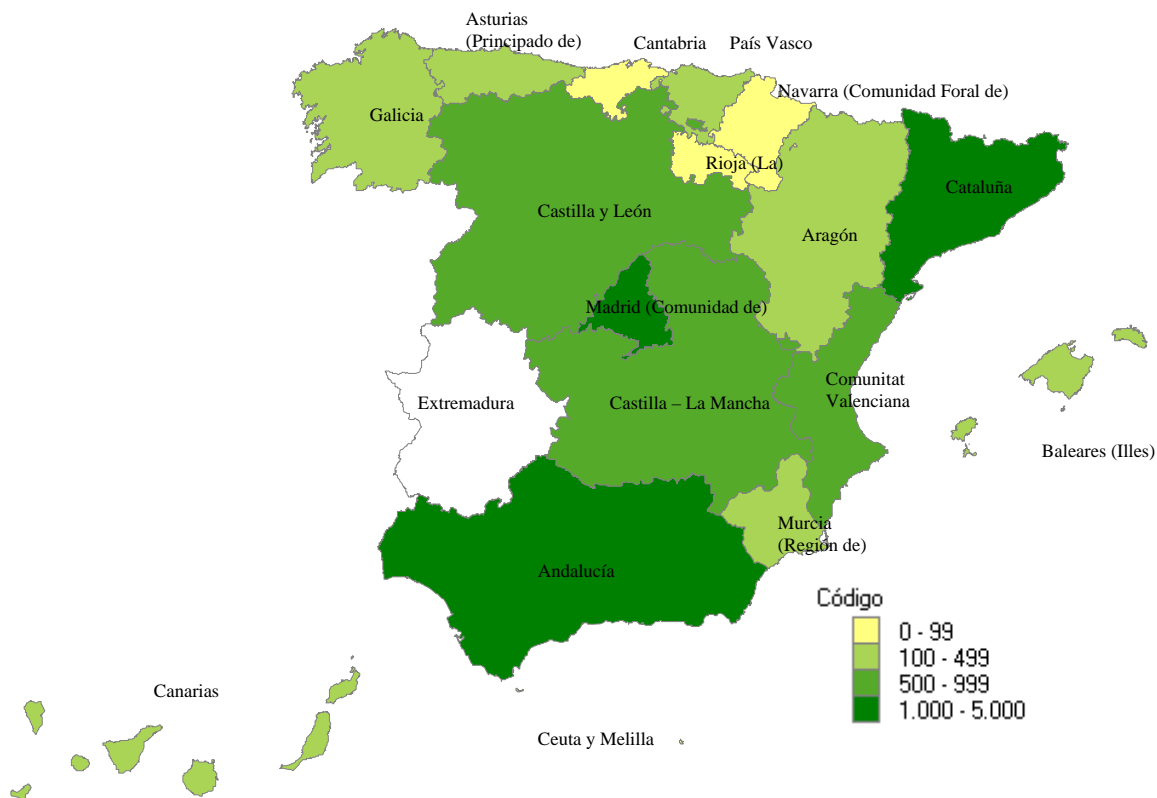 Asturias
(Principado de)
Cantabria
País Vasco
Navarra (Comunidad Foral de)
Galicia
Rioja (La)
Cataluña
Castilla y León
Aragón
Madrid (Comunidad de)
Comunitat
Valenciana
Extremadura
Castilla – La Mancha
Baleares (Illes)
Murcia
(Región de)
Andalucía
Código
0 - 99
100 - 499
500 - 999
1.000 - 5.000
Canarias
Ceuta y Melilla